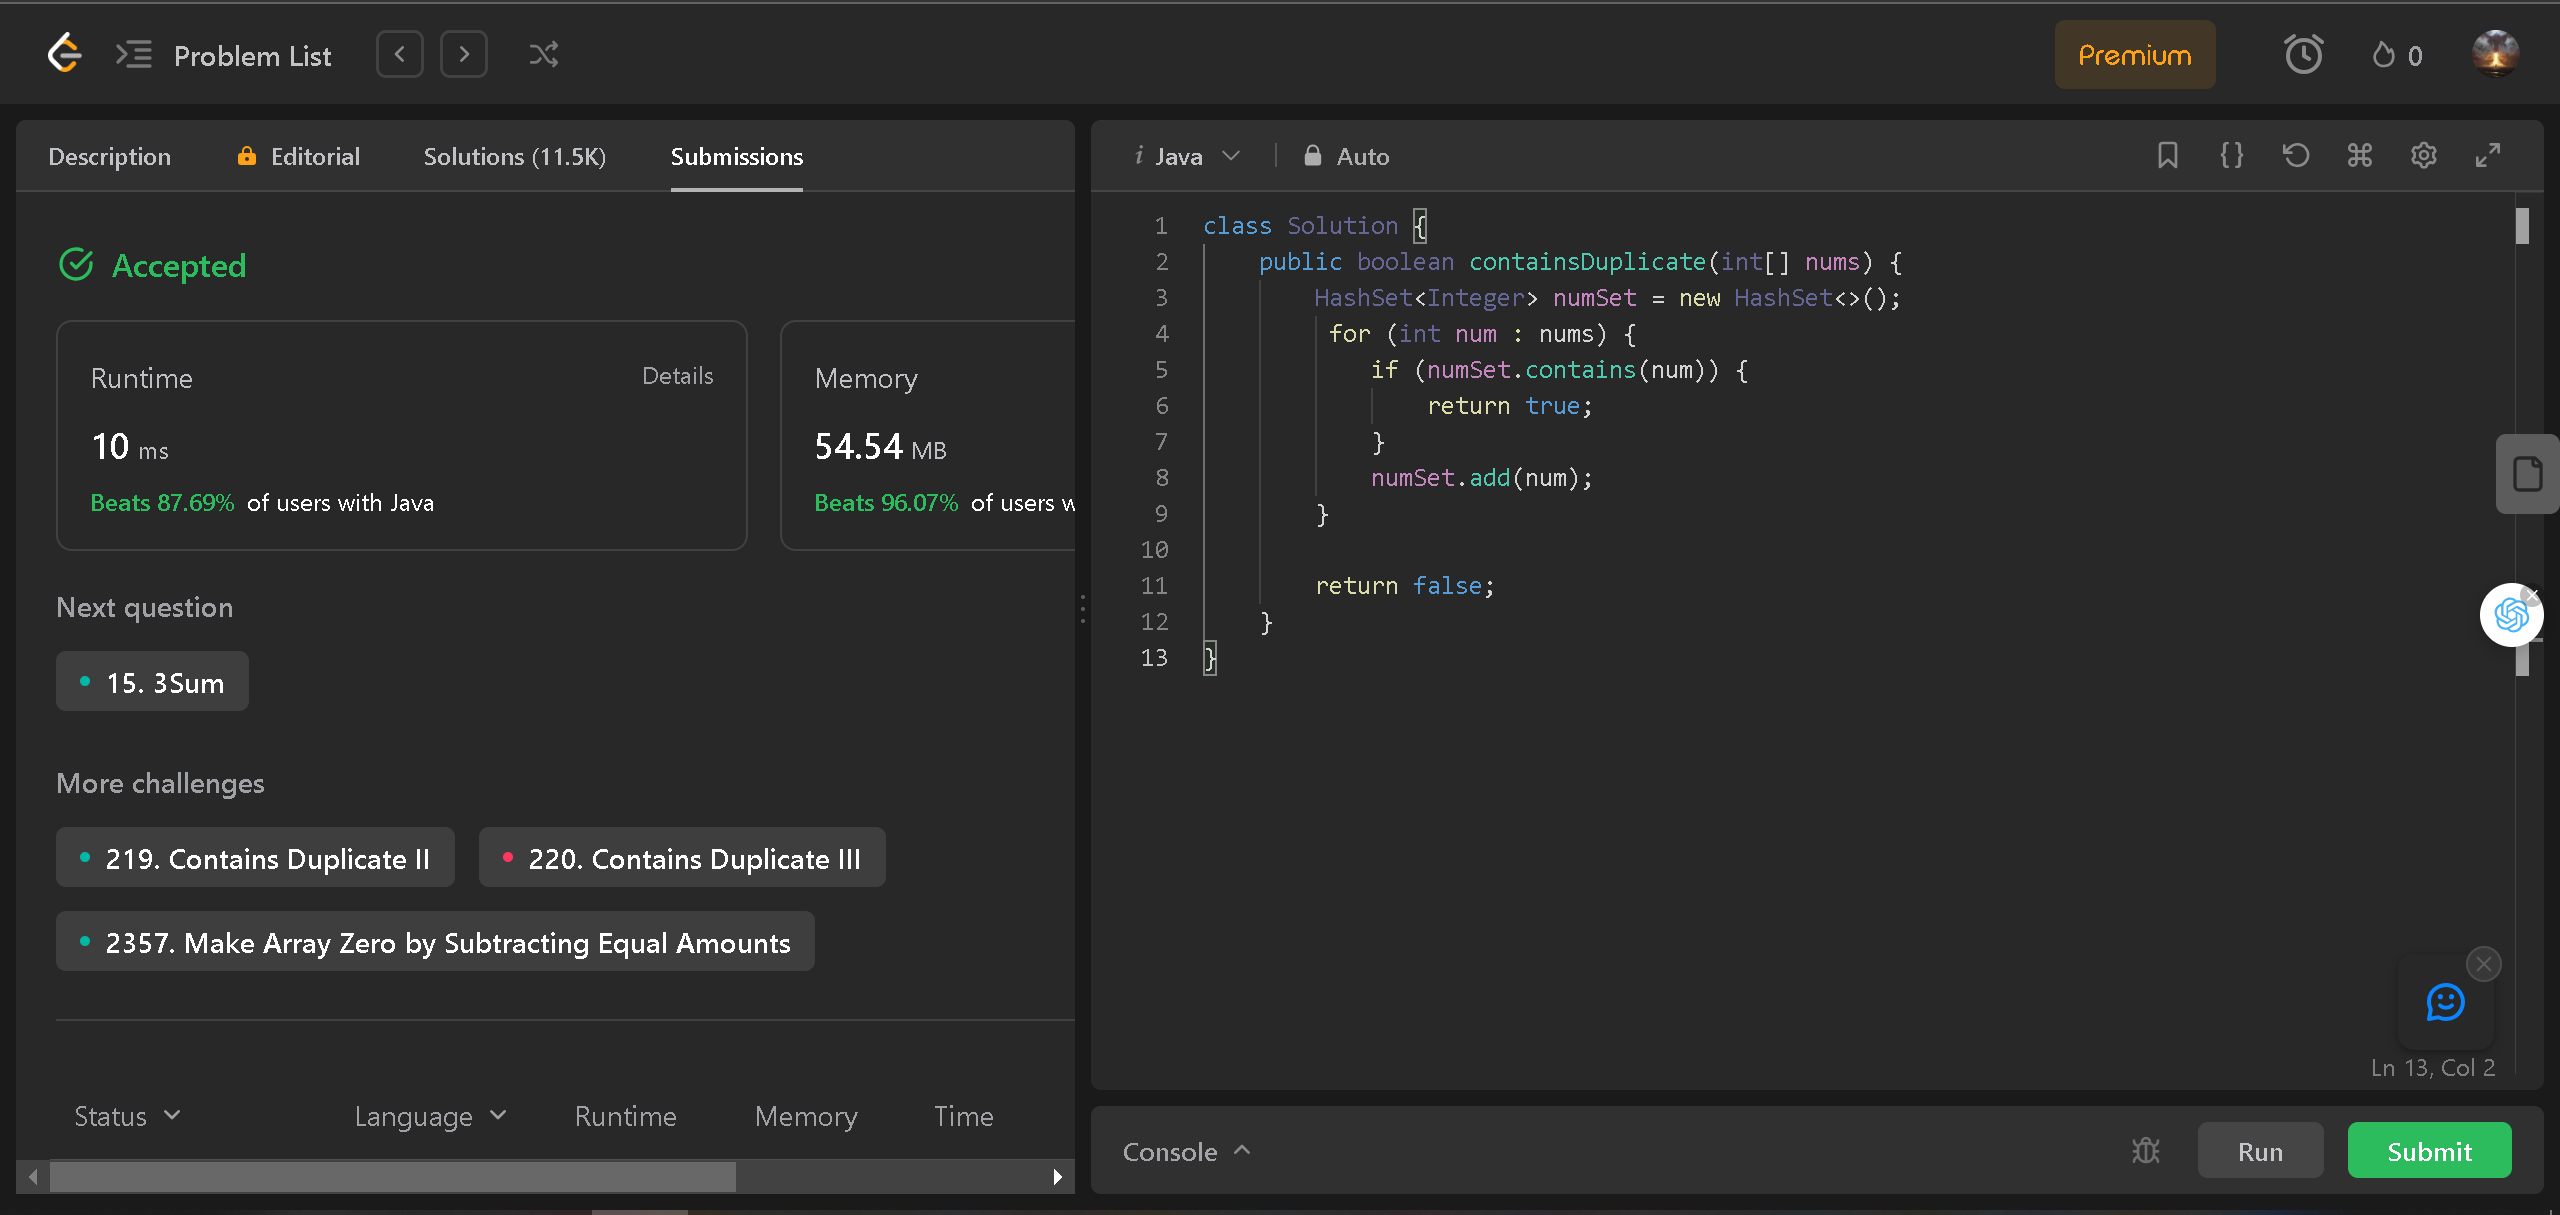 Problem List
Premium
0
Description
Editorial
Solutions (11.5K)
Submissions
Accepted
Runtime
Details
10 ms
Beats 87.69% of users with Java
Memory
54.54 MB
Beats 96.07% of users w
Next question
15. 3Sum
More challenges
219. Contains Duplicate II
220. Contains Duplicate III
2357. Make Array Zero by Subtracting Equal Amounts
Status
Language
Runtime
Memory
Time
i Java
Auto
1 class Solution {
2     public boolean containsDuplicate(int[] nums) {
3         HashSet<Integer> numSet = new HashSet<>();
4          for (int num : nums) {
5             if (numSet.contains(num)) {
6                 return true;
7             }
8             numSet.add(num);
9         }
10
11         return false;
12     }
13 }
Ln 13, Col 2
Console
Run
Submit